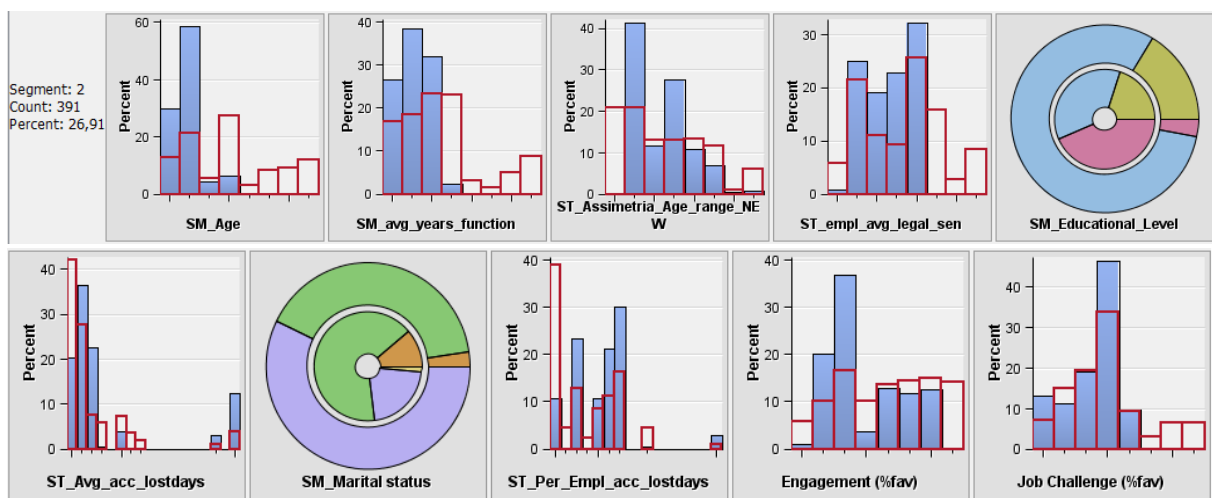 Segment: 2
Count: 391
Percent: 26,91
Percent
60
40
20
0
SM_Age
Percent
40
30
20
10
0
SM_avg_years_function
Percent
40
30
20
10
0
ST_Assimetria_Age_range_NE
W
Percent
30
20
10
0
ST_empl_avg_legal_sen
SM_Educational_Level
Percent
40
30
20
10
0
ST_Avg_acc_lostdays
SM_Marital status
Percent
40
30
20
10
0
ST_Per_Empl_acc_lostdays
Percent
40
30
20
10
0
Engagement (%fav)
Percent
40
30
20
10
0
Job Challenge (%fav)